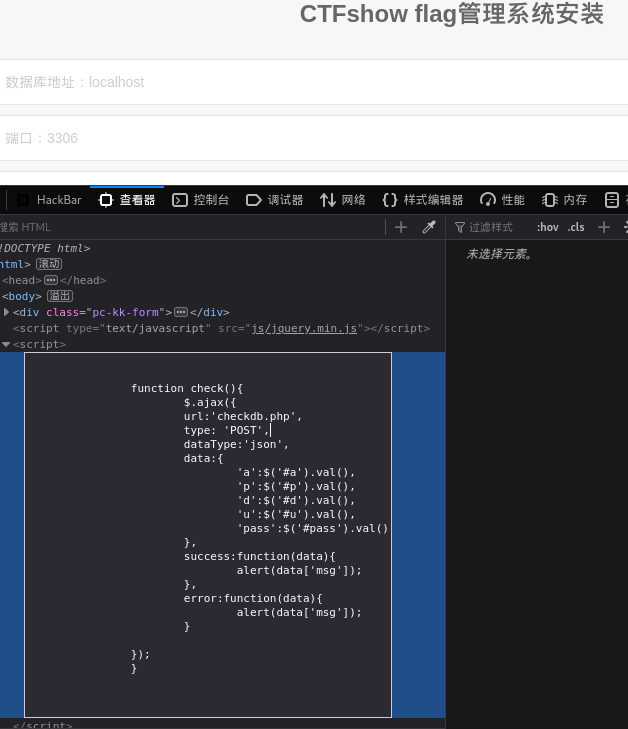 CTFshow flag管理系统安装
数据库地址：localhost
端口：3306
HackBar 查看器 控制台 调试器 网络 样式编辑器 性能 内存
搜索 HTML
过滤样式 :hov .cls
未选择元素。
!DOCTYPE html>
html> 滚动
<head> ••• </head>
<body> 溢出
<div class="pc-kk-form"> ••• </div>
<script type="text/javascript" src="js/jquery.min.js"></script>
<script>
function check(){
$.ajax({
url:'checkdb.php',
type: 'POST',
dataType:'json',
data:{
'a':$('#a').val(),
'p':$('#p').val(),
'd':$('#d').val(),
'u':$('#u').val(),
'pass':$('#pass').val()
},
success:function(data){
alert(data['msg']);
},
error:function(data){
alert(data['msg']);
}
});
}
</script>